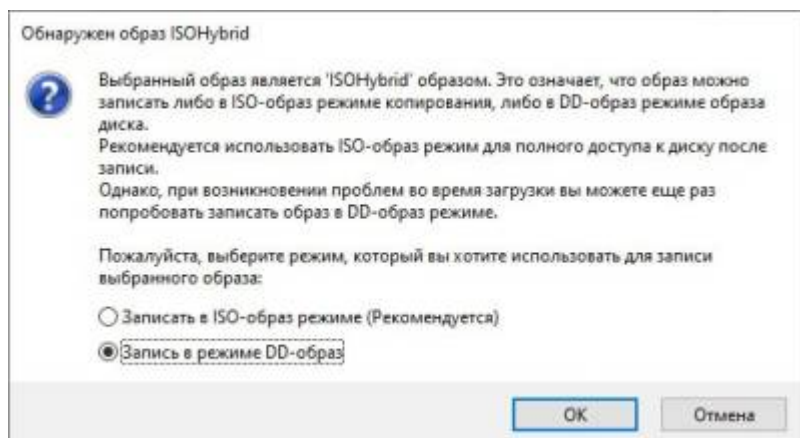 Обнаружен образ ISOHybrid
Выбранный образ является 'ISOHybrid' образом. Это означает, что образ можно
записать либо в ISO-образ режиме копирования, либо в DD-образ режиме образа
диска.
Рекомендуется использовать ISO-образ режим для полного доступа к диску после
записи.
Однако, при возникновении проблем во время загрузки вы можете еще раз
попробовать записать образ в DD-образ режиме.
Пожалуйста, выберите режим, который вы хотите использовать для записи
выбранного образа:
Записать в ISO-образ режиме (Рекомендуется)
Запись в режиме DD-образ
OK
Отмена